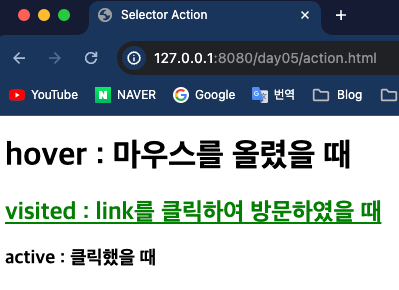 Selector Action
127.0.0.1:8080/day05/action.html
YouTube NAVER Google 번역 Blog
hover : 마우스를 올렸을 때
visited : link를 클릭하여 방문하였을 때
active : 클릭했을 때